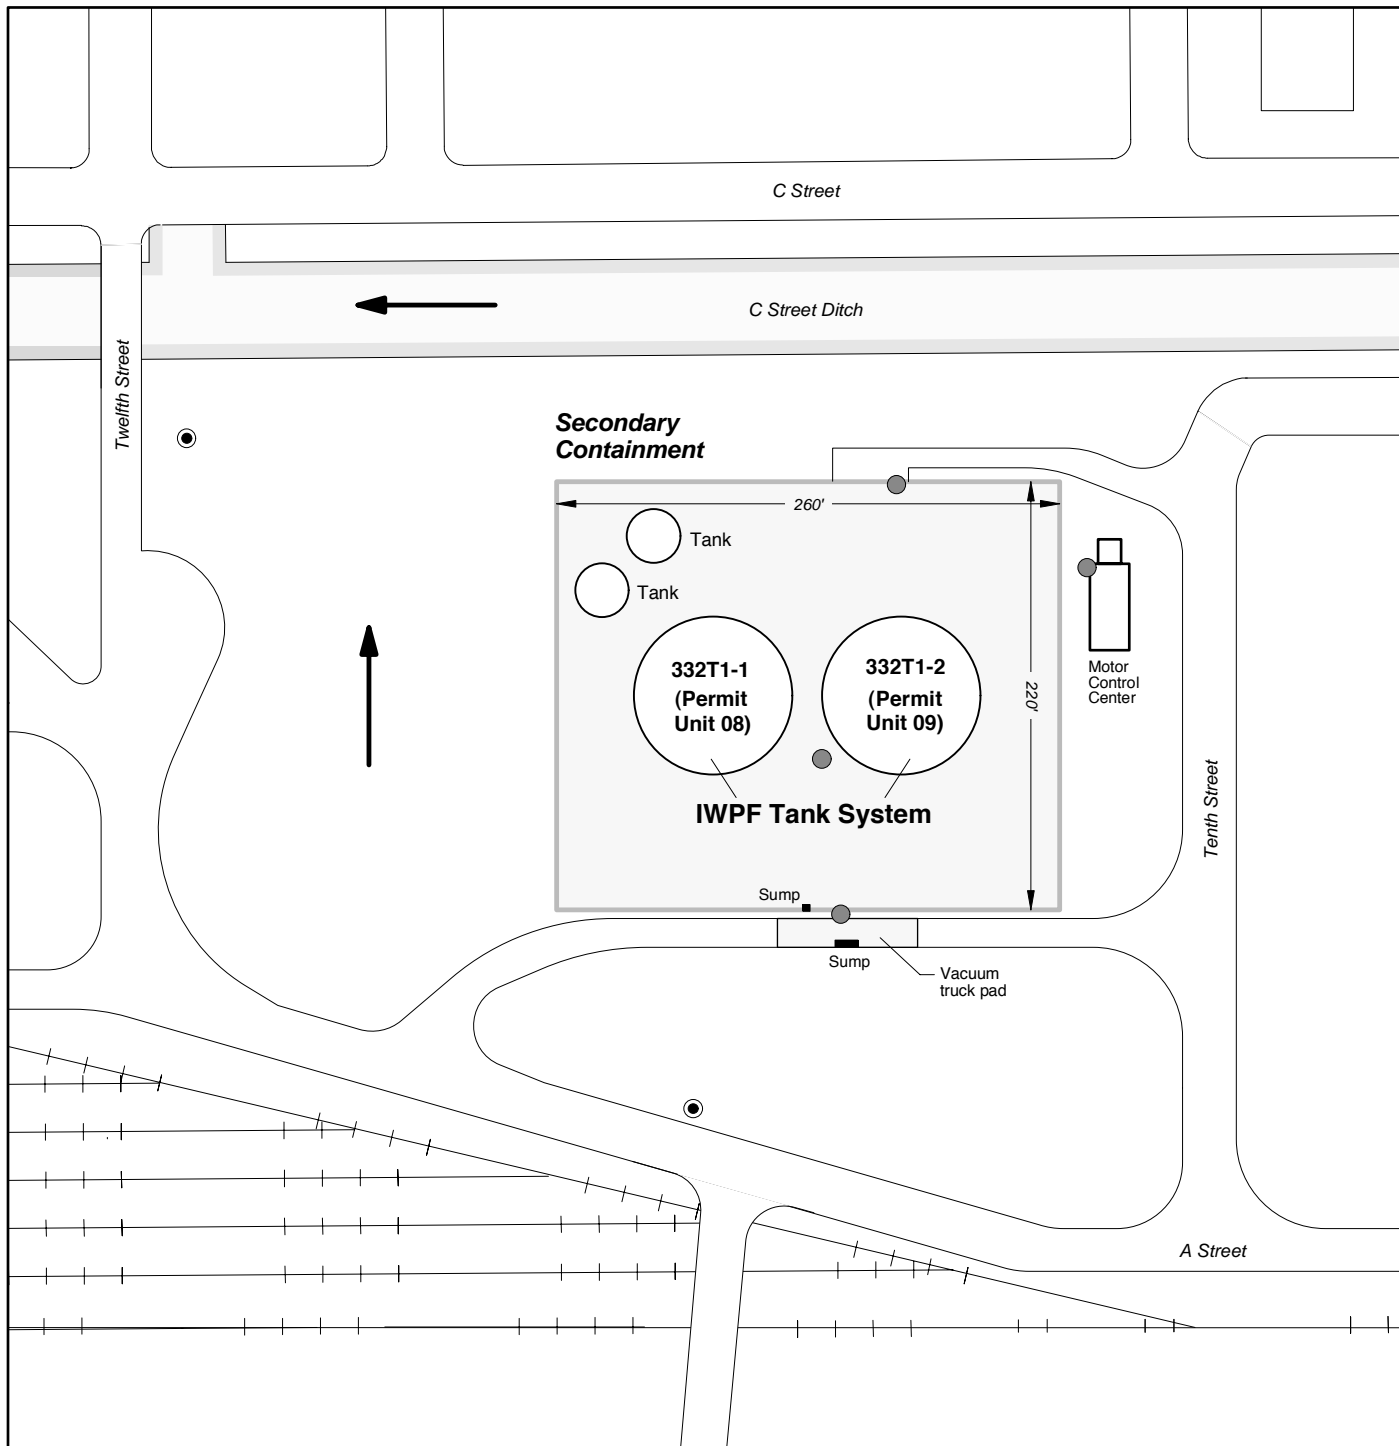 C Street
C Street Ditch
Twelfth Street
Secondary
Containment
260'
Tank
Tank
332T1-1
(Permit
Unit 08)
332T1-2
(Permit
Unit 09)
220'
Motor
Control
Center
IWPF Tank System
Tenth Street
Sump
Sump
Vacuum
truck pad
A Street